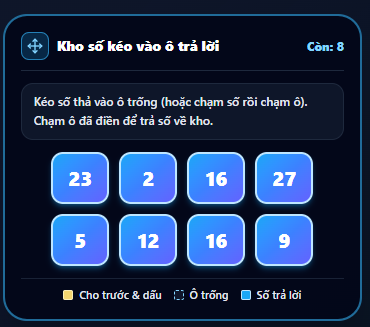 Kho số kéo vào ô trả lời
Còn: 8
Kéo số thả vào ô trống (hoặc chạm số rồi chạm ô).
Chạm ô đã điền để trả số về kho.
23 2 16 27
5 12 16 9
Cho trước & dấu Ô trống Số trả lời